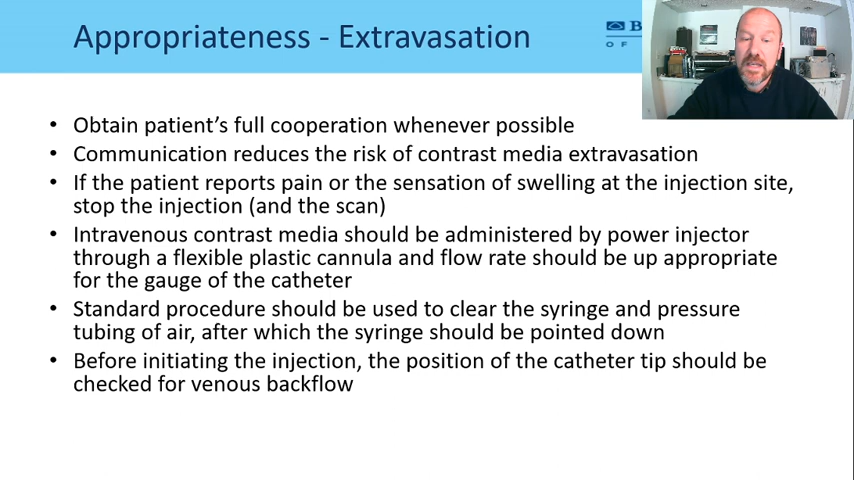 Appropriateness - Extravasation
B
OF
• Obtain patient’s full cooperation whenever possible
• Communication reduces the risk of contrast media extravasation
• If the patient reports pain or the sensation of swelling at the injection site,
stop the injection (and the scan)
• Intravenous contrast media should be administered by power injector
through a flexible plastic cannula and flow rate should be up appropriate
for the gauge of the catheter
• Standard procedure should be used to clear the syringe and pressure
tubing of air, after which the syringe should be pointed down
• Before initiating the injection, the position of the catheter tip should be
checked for venous backflow